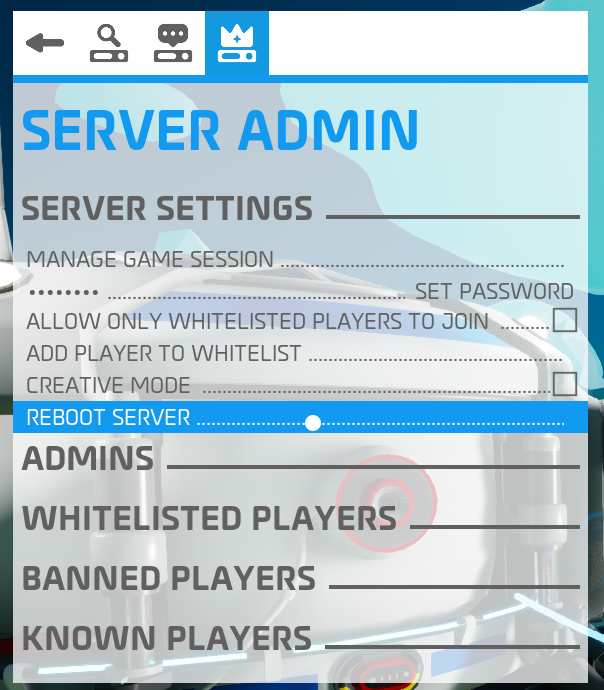 SERVER ADMIN
SERVER SETTINGS
MANAGE GAME SESSION
•••••••• SET PASSWORD
ALLOW ONLY WHITELISTED PLAYERS TO JOIN
ADD PLAYER TO WHITELIST
CREATIVE MODE
REBOOT SERVER
ADMINS
WHITELISTED PLAYERS
BANNED PLAYERS
KNOWN PLAYERS